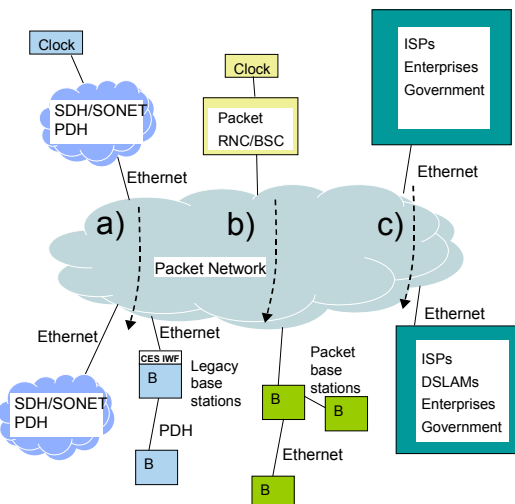 Clock
SDH/SONET
PDH
Ethernet
Clock
Packet
RNC/BSC
ISPs
Enterprises
Government
Ethernet
a)
b)
c)
Packet Network
Ethernet
Ethernet
Ethernet
SDH/SONET
PDH
CES IWF
B
Legacy
base
stations
PDH
B
Packet
base
stations
B
B
Ethernet
B
ISPs
DSLAMs
Enterprises
Government